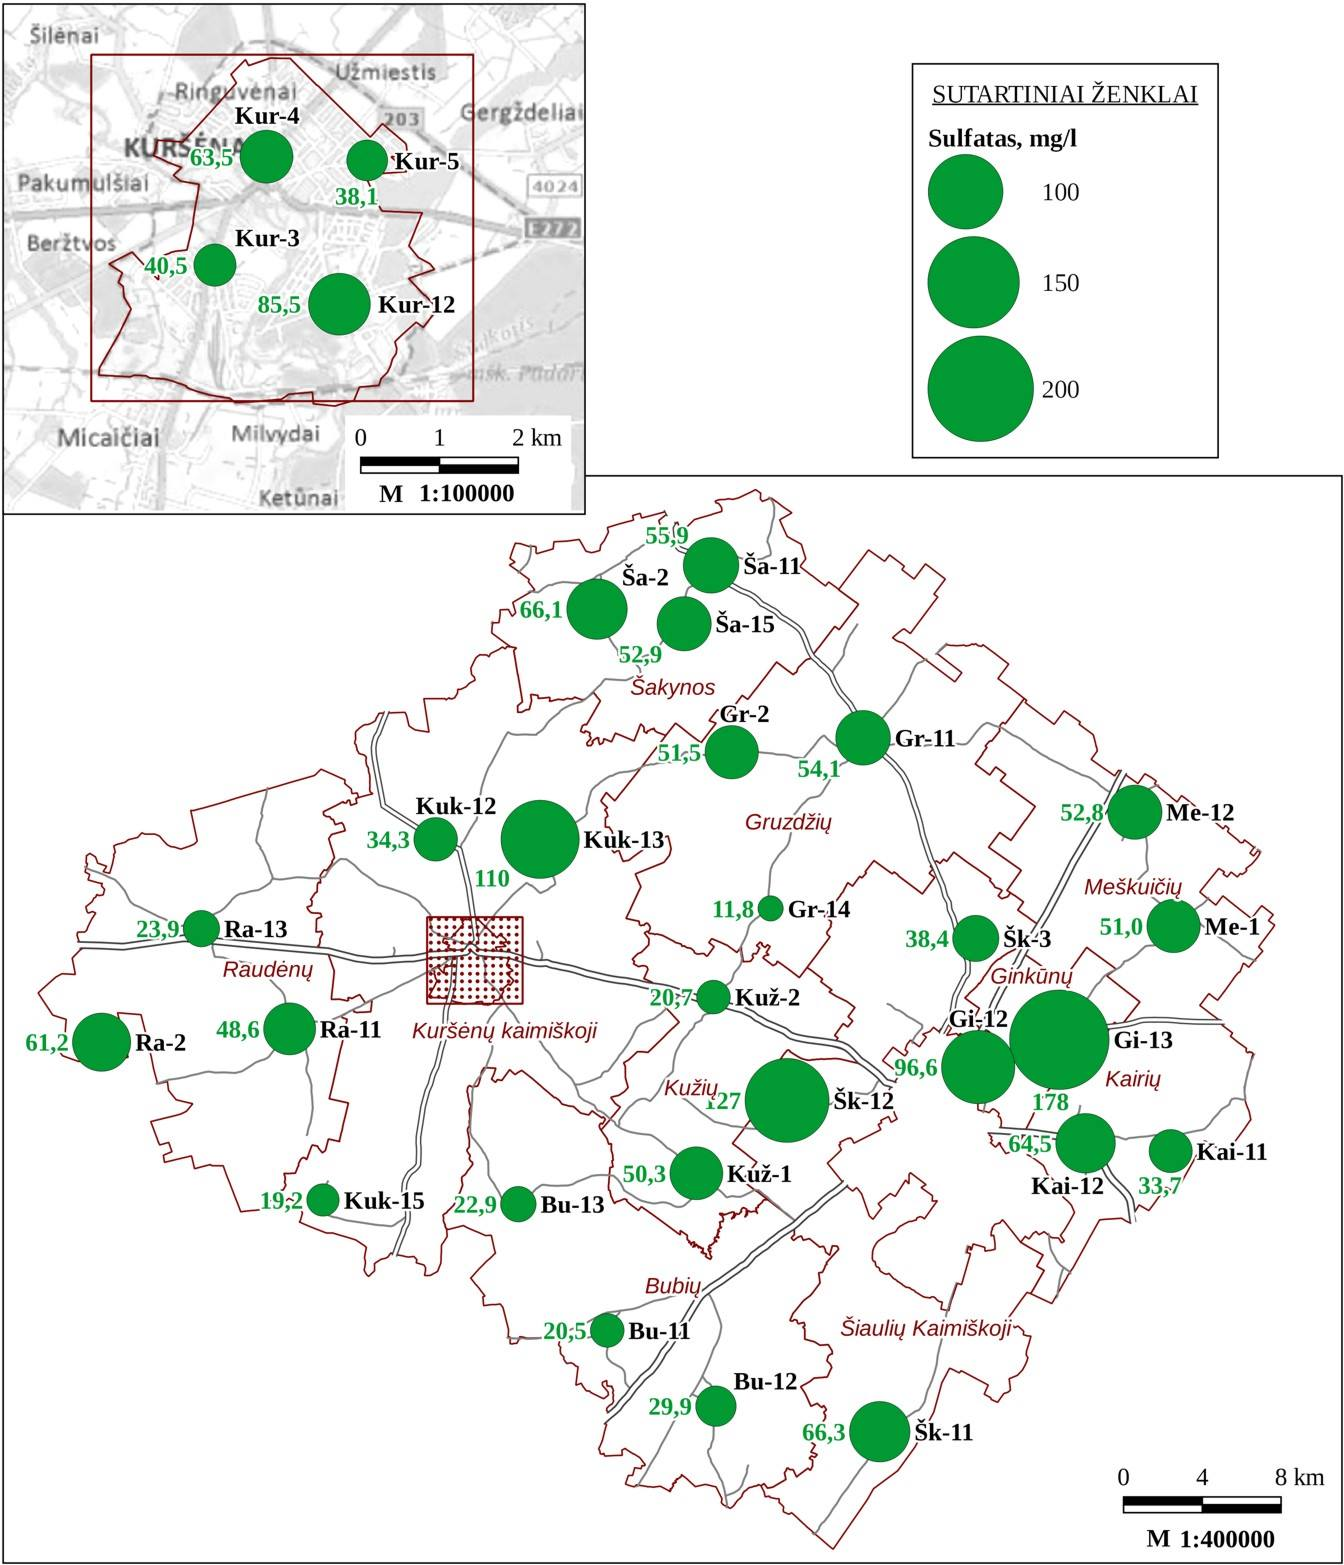 Šilėnai
Užmiestis
Ringuvėnai
Gergždeliai
203
Kur-4
KURŠĖNA
63,5
Kur-5
Pakumulšiai
38,1
4024
E272
Beržtvos
Kur-3
40,5
85,5
Kur-12
Micaičiai
Milvydai
Ketūnai
0 1 2 km
M 1:100000
SUTARTINIAI ŽENKLAI
Sulfatas, mg/l
100
150
200
55,9
Ša-11
Ša-2
66,1
Ša-15
52,9
Šakynos
Gr-2
51,5
Gr-11
54,1
Kuk-12
34,3
Kuk-13
110
Gruzdžių
52,8
Me-12
Meškuičių
11,8
Gr-14
51,0
Me-1
23,9
Ra-13
38,4
Šk-3
Raudėnų
Ginkūnų
20,7
Kuž-2
Gi-12
Kuršėnų kaimiškoji
48,6
Ra-11
61,2
Ra-2
Gi-13
96,6
Kairių
Kužių
127
Šk-12
178
64,5
Kai-11
50,3
Kuž-1
Kai-12
33,7
19,2
Kuk-15
22,9
Bu-13
Bubių
Šiaulių Kaimiškoji
20,5
Bu-11
Bu-12
29,9
66,3
Šk-11
0 4 8 km
M 1:400000